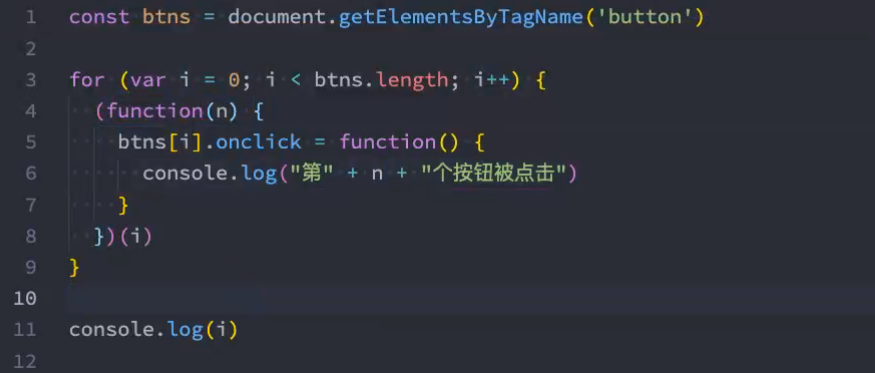 1 const btns = document.getElementsByTagName('button')
2
3 for (var i = 0; i < btns.length; i++) {
4   (function(n) {
5     btns[i].onclick = function() {
6       console.log("第" + n + "个按钮被点击")
7     }
8   })(i)
9 }
10
11 console.log(i)
12